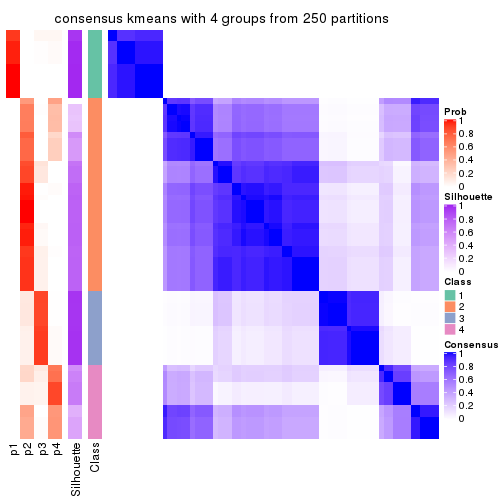 consensus kmeans with 4 groups from 250 partitions
Prob
1
0.8
0.6
0.4
0.2
0
Silhouette
1
0.8
0.6
0.4
0.2
0
Class
1
2
3
4
Consensus
1
0.8
0.6
0.4
0.2
0
p1
p2
p3
p4
Silhouette
Class